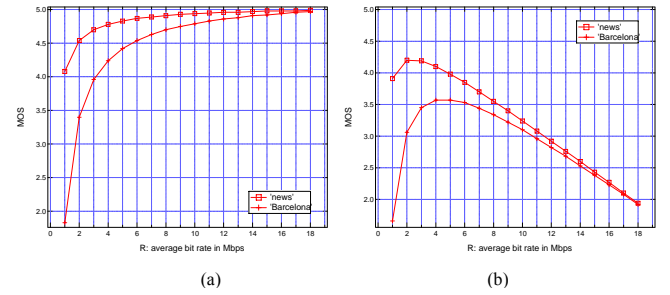 5.0
4.5
4.0
3.5
3.0
2.5
2.0
MOS
0 2 4 6 8 10 12 14 16 18
R: average bit rate in Mbps
'news'
'Barcelona'
(a)
5.0
4.5
4.0
3.5
3.0
2.5
2.0
MOS
0 2 4 6 8 10 12 14 16 18
R: average bit rate in Mbps
'news'
'Barcelona'
(b)